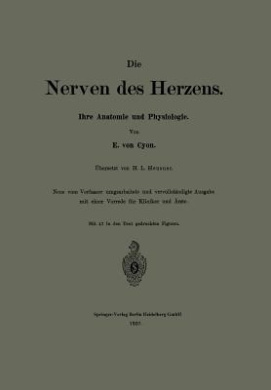 Die
Nerven des Herzens.
Ihre Anatomie und Physiologie.
Von
E. von Cyon.
Übersetzt von H. L. Heusner.
Neue vom Verfasser umgearbeitete und vervollständigte Ausgabe
mit einer Vorrede für Kliniker und Ärzte.
Mit 47 in den Text gedruckten Figuren.
Springer-Verlag Berlin Heidelberg GmbH
1907.